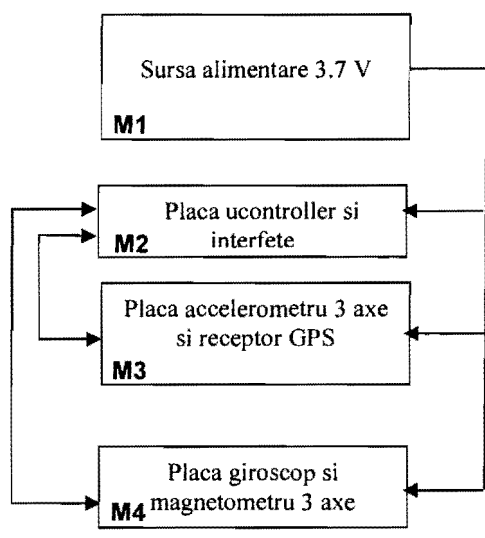 Sursa alimentare 3.7 V
M1
Placa ucontroller si
interfete
M2
Placa accelerometru 3 axe
si receptor GPS
M3
Placa giroscop si
magnetometru 3 axe
M4